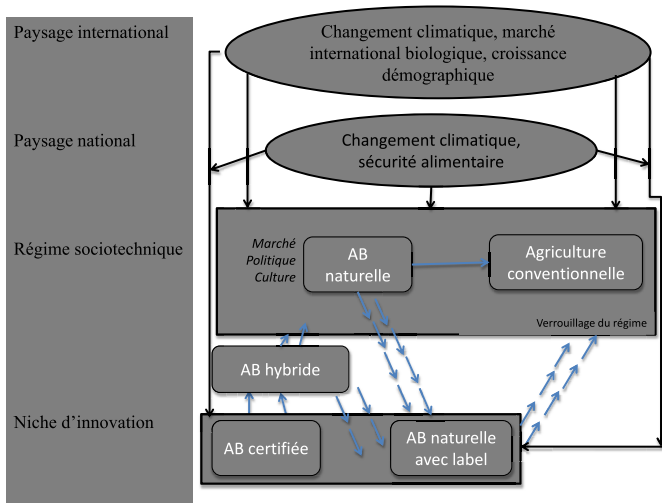 Paysage international
Changement climatique, marché
international biologique, croissance
démographique
Paysage national
Changement climatique,
sécurité alimentaire
Régime sociotechnique
Marché
Politique
Culture
AB
naturelle
Agriculture
conventionnelle
Verrouillage du régime
AB hybride
Niche d’innovation
AB certifiée
AB naturelle
avec label